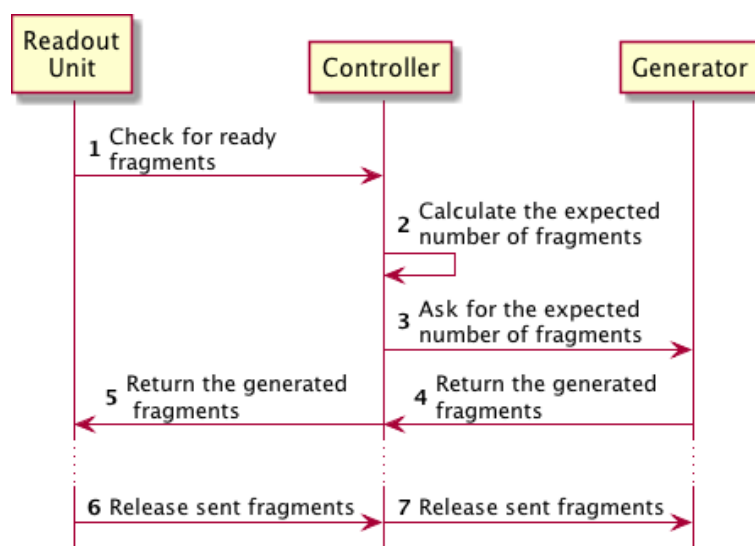 Readout
Unit
Controller
Generator
1 Check for ready
fragments
2 Calculate the expected
number of fragments
3 Ask for the expected
number of fragments
5 Return the generated
fragments
4 Return the generated
fragments
6 Release sent fragments
7 Release sent fragments